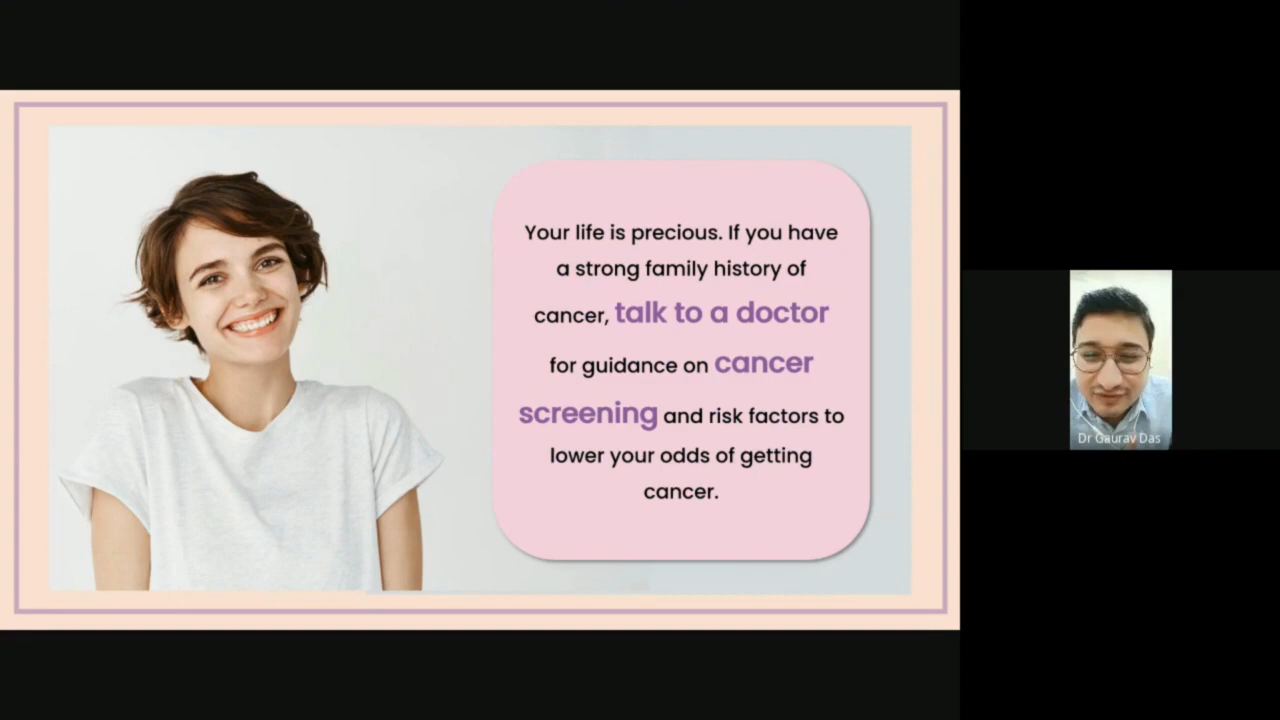 Your life is precious. If you have
a strong family history of
cancer, talk to a doctor
for guidance on cancer
screening and risk factors to
lower your odds of getting
cancer.
Dr Gaurav Das